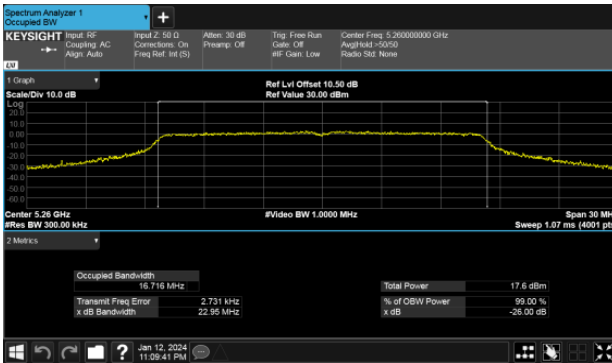 Spectrum Analyzer 1
Occupied BW
KEYSIGHT Input: RF Input Z: 50 Ω Atten: 30 dB Trig: Free Run Center Freq: 5.260000000 GHz
Coupling: AC Corrections: On Preamp: Off Gate: Off Avg|Hold:>50/50
Align: Auto Freq Ref: Int (S) #IF Gain: Low Radio Std: None
LXI
1 Graph
Ref Lvl Offset 10.50 dB
Scale/Div 10.0 dB Ref Value 30.00 dBm
Log
20.0
10.0
0.00
-10.0
-20.0
-30.0
-40.0
-50.0
-60.0
Center 5.26 GHz #Video BW 1.0000 MHz Span 30 MH
#Res BW 300.00 kHz Sweep 1.07 ms (4001 pts
2 Metrics
Occupied Bandwidth
16.716 MHz Total Power 17.6 dBm
Transmit Freq Error 2.731 kHz % of OBW Power 99.00 %
x dB Bandwidth 22.95 MHz x dB -26.00 dB
Jan 12, 2024
11:09:41 PM